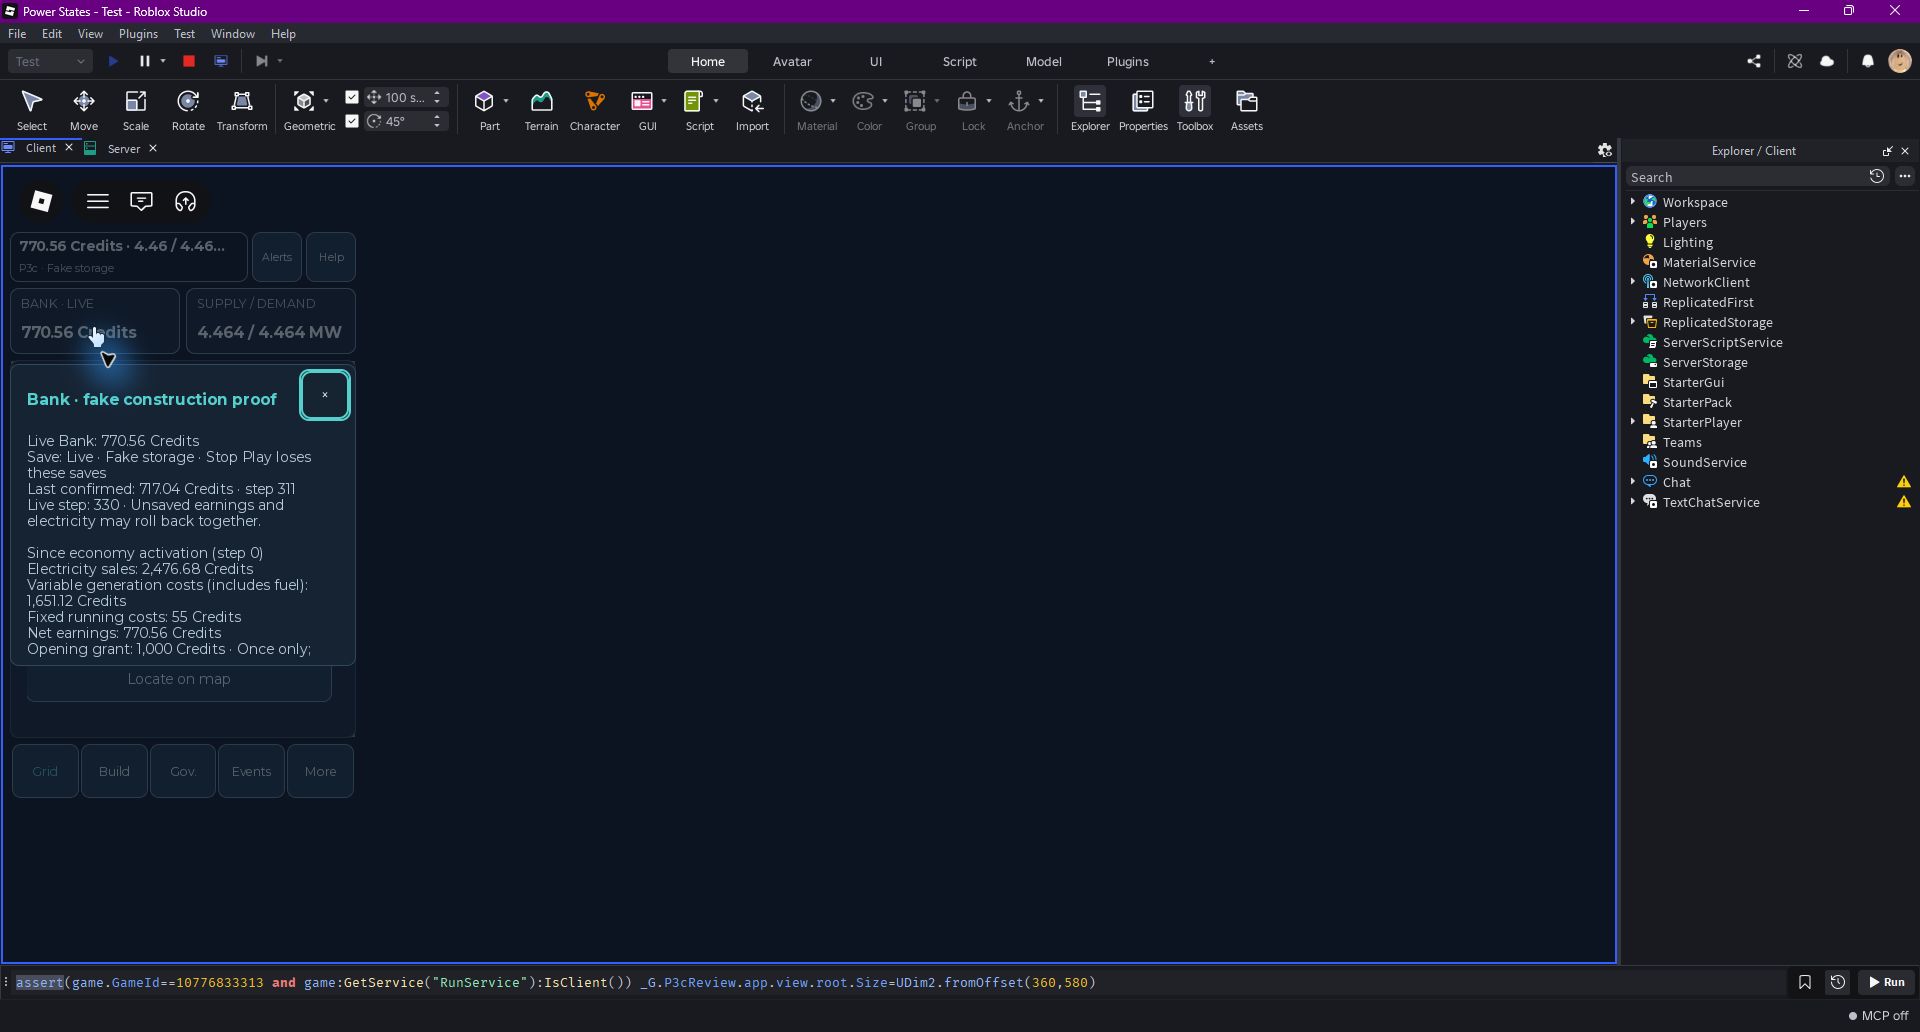 Power States - Test - Roblox Studio
File Edit View Plugins Test Window Help
Test
Home Avatar UI Script Model Plugins +
100 s...
45°
Select Move Scale Rotate Transform Geometric Part Terrain Character GUI Script Import Material Color Group Lock Anchor Explorer Properties Toolbox Assets
Client × Server ×
Explorer / Client
Search
Workspace
Players
Lighting
MaterialService
NetworkClient
ReplicatedFirst
ReplicatedStorage
ServerScriptService
ServerStorage
StarterGui
StarterPack
StarterPlayer
Teams
SoundService
Chat
TextChatService
770.56 Credits · 4.46 / 4.46...
P3c · Fake storage
Alerts
Help
BANK · LIVE
770.56 Credits
SUPPLY / DEMAND
4.464 / 4.464 MW
Bank · fake construction proof
×
Live Bank: 770.56 Credits
Save: Live · Fake storage · Stop Play loses
these saves
Last confirmed: 717.04 Credits · step 311
Live step: 330 · Unsaved earnings and
electricity may roll back together.
Since economy activation (step 0)
Electricity sales: 2,476.68 Credits
Variable generation costs (includes fuel):
1,651.12 Credits
Fixed running costs: 55 Credits
Net earnings: 770.56 Credits
Opening grant: 1,000 Credits · Once only;
Locate on map
Grid Build Gov. Events More
assert(game.GameId==10776833313 and game:GetService("RunService"):IsClient()) _G.P3cReview.app.view.root.Size=UDim2.fromOffset(360,580)
Run
MCP off